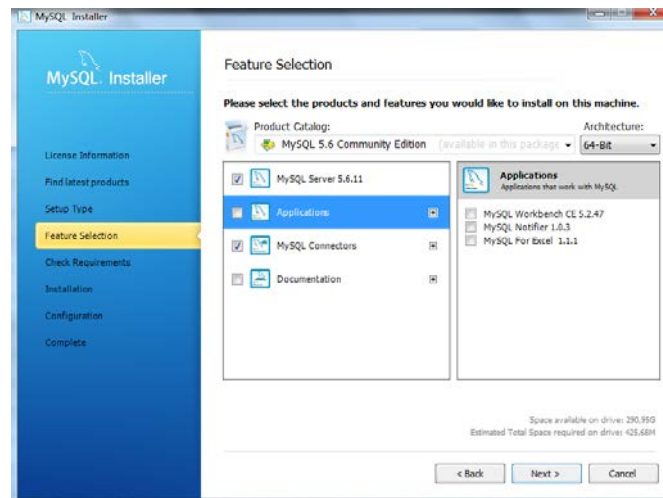 MySQL Installer
MySQL. Installer
License Information
Find latest products
Setup Type
Feature Selection
Check Requirements
Installation
Configuration
Complete
Feature Selection
Please select the products and features you would like to install on this machine.
Product Catalog:
Architecture:
MySQL 5.6 Community Edition (available in this package
64-Bit
MySQL Server 5.6.11
Applications
MySQL Connectors
Documentation
Applications
Applications that work with MySQL
MySQL Workbench CE 5.2.47
MySQL Notifier 1.0.3
MySQL For Excel 1.1.1
Space available on drive: 290.95G
Estimated Total Space required on drive: 425.68M
< Back
Next >
Cancel